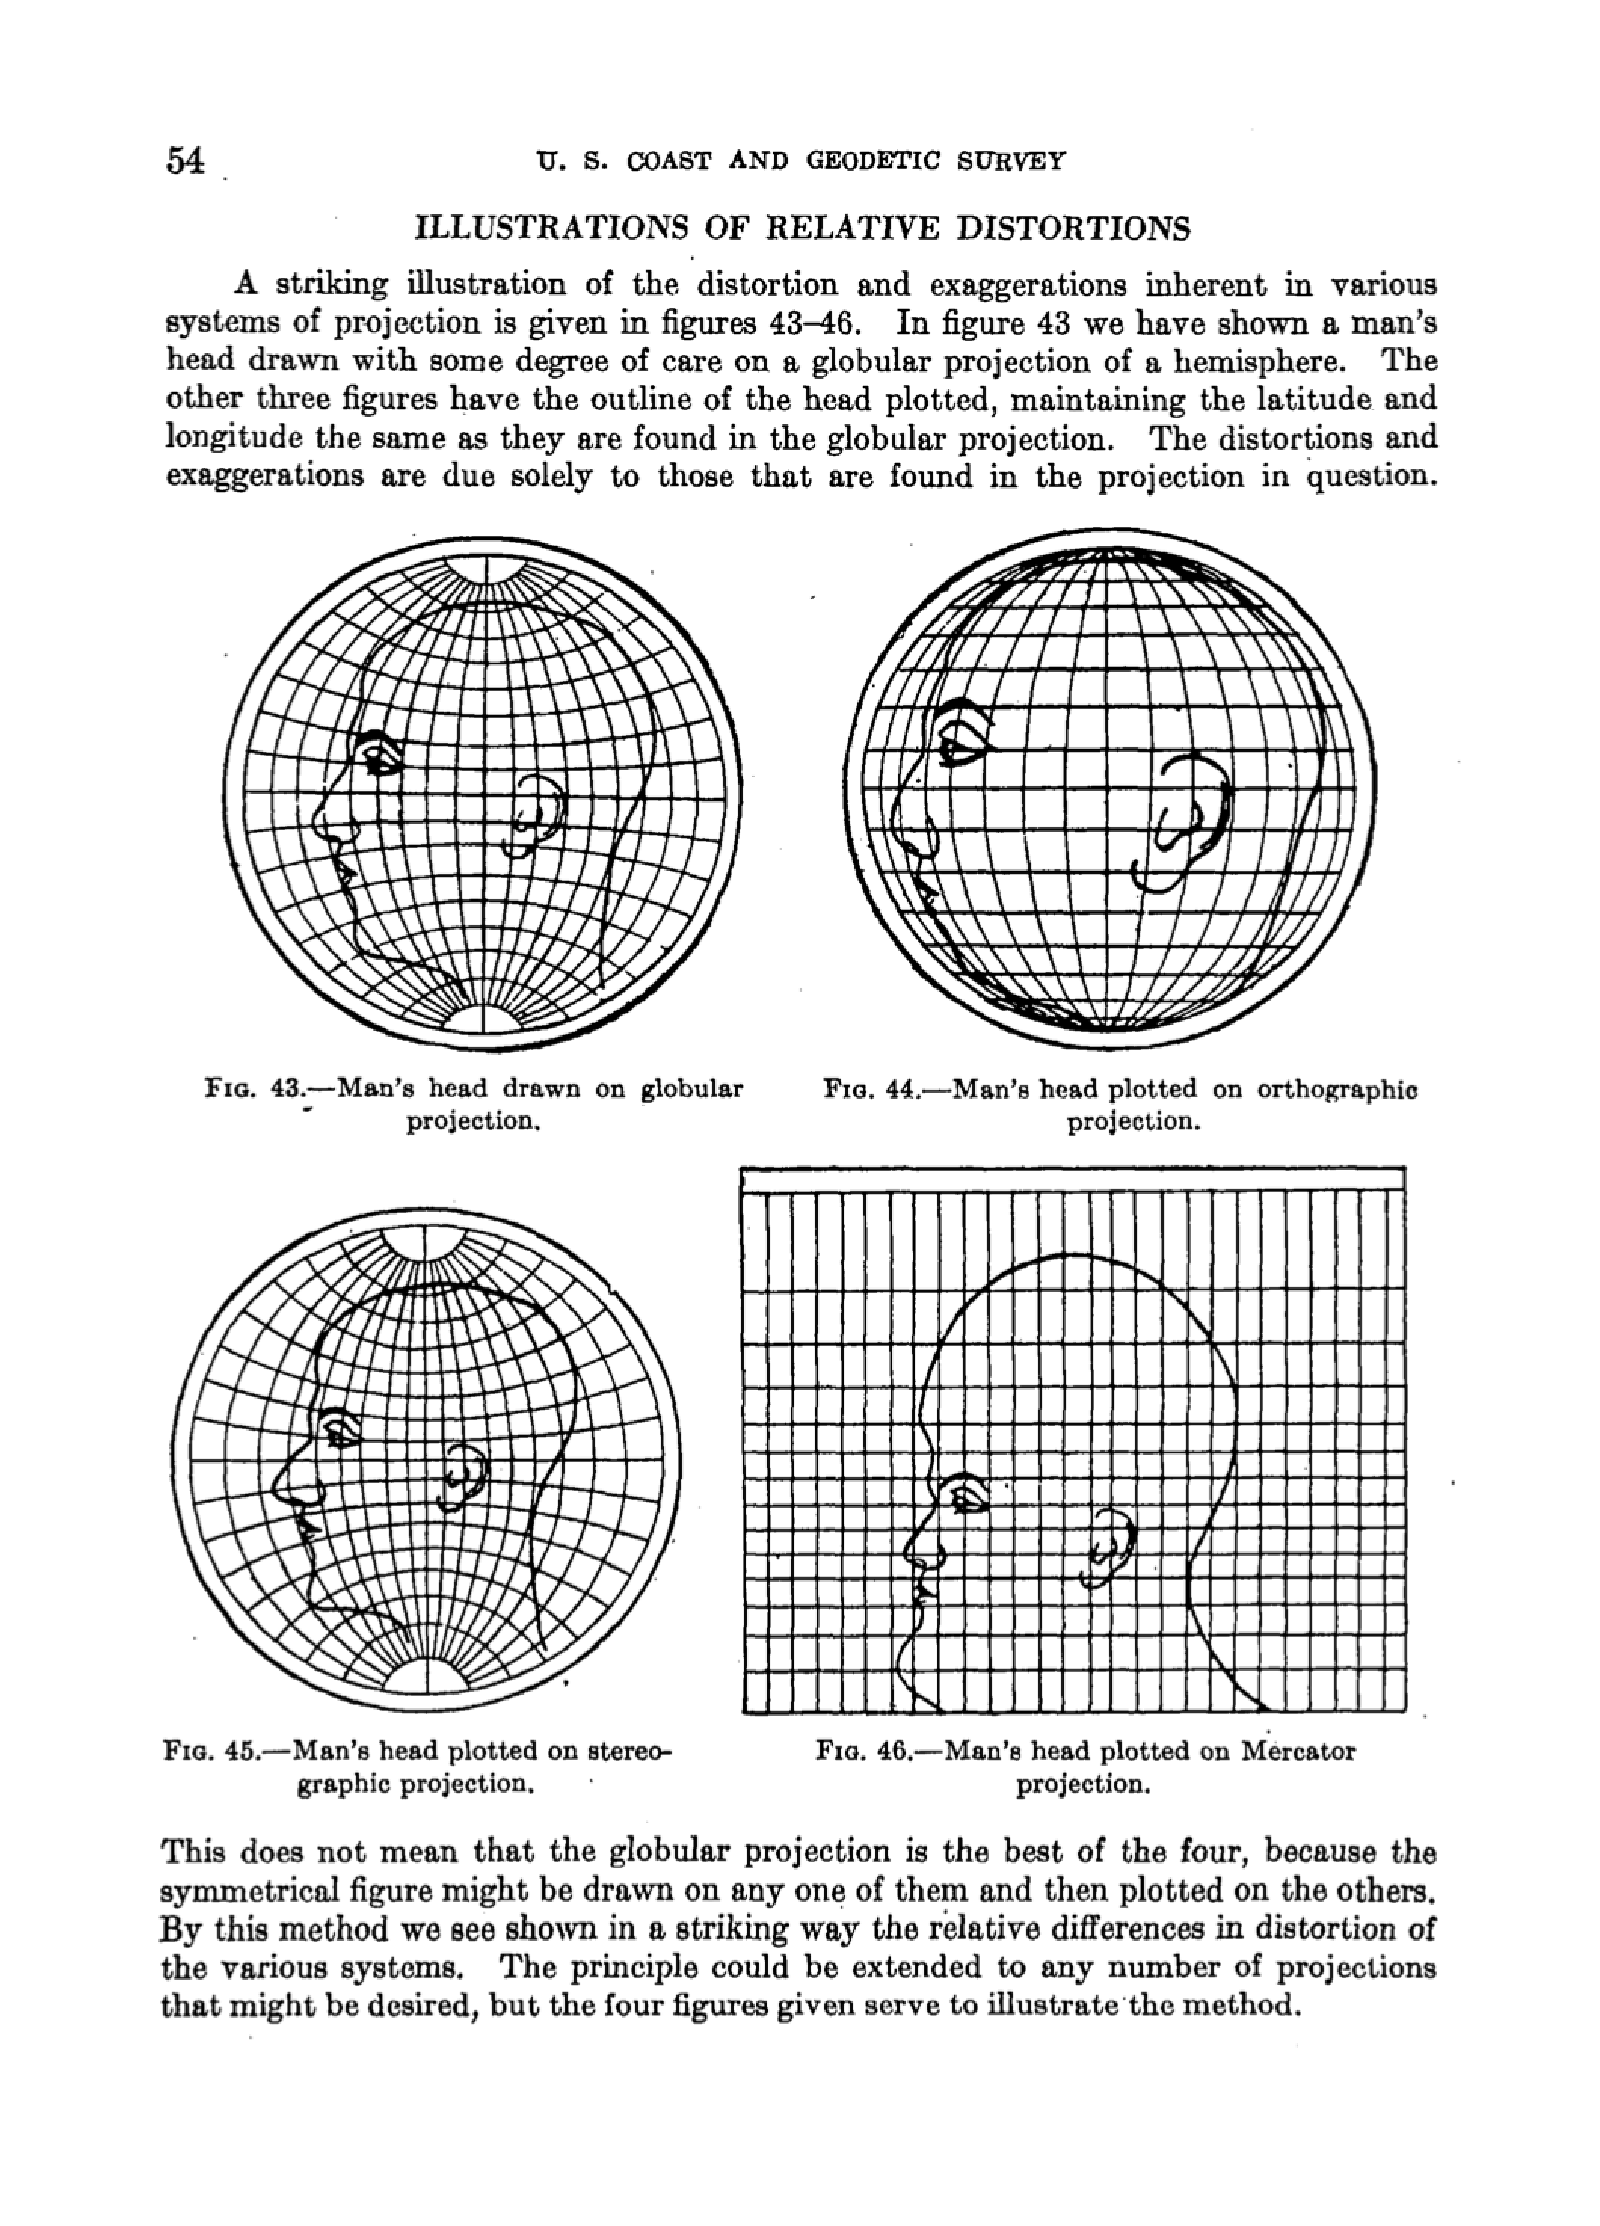 54
U. S. COAST AND GEODETIC SURVEY
ILLUSTRATIONS OF RELATIVE DISTORTIONS
A striking illustration of the distortion and exaggerations inherent in various
systems of projection is given in figures 43–46. In figure 43 we have shown a man's
head drawn with some degree of care on a globular projection of a hemisphere. The
other three figures have the outline of the head plotted, maintaining the latitude and
longitude the same as they are found in the globular projection. The distortions and
exaggerations are due solely to those that are found in the projection in question.
FIG. 43.—Man's head drawn on globular
projection.
FIG. 44.—Man's head plotted on orthographic
projection.
FIG. 45.—Man's head plotted on stereo-
graphic projection.
FIG. 46.—Man's head plotted on Mercator
projection.
This does not mean that the globular projection is the best of the four, because the
symmetrical figure might be drawn on any one of them and then plotted on the others.
By this method we see shown in a striking way the relative differences in distortion of
the various systems. The principle could be extended to any number of projections
that might be desired, but the four figures given serve to illustrate the method.